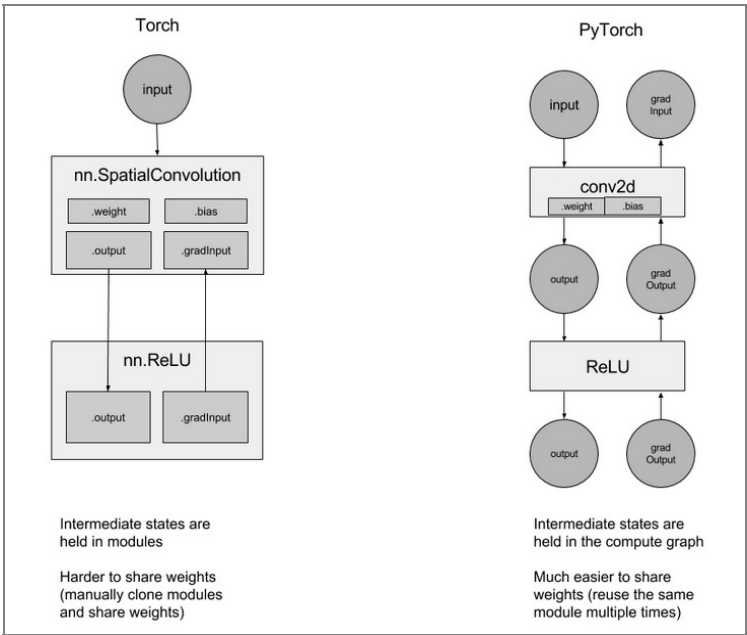 Torch
input
nn.SpatialConvolution
.weight
.bias
.output
.gradInput
nn.ReLU
.output
.gradInput
Intermediate states are
held in modules
Harder to share weights
(manually clone modules
and share weights)
PyTorch
input
grad
Input
conv2d
.weight
.bias
output
grad
Output
ReLU
output
grad
Output
Intermediate states are
held in the compute graph
Much easier to share
weights (reuse the same
module multiple times)